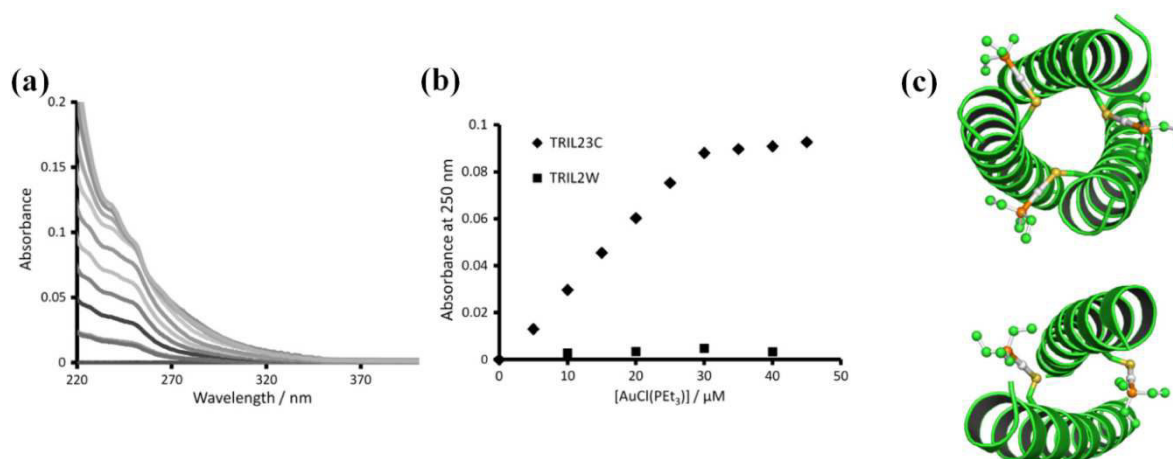 (a)
0.2
0.15
0.1
0.05
0
220
270
320
370
Absorbance
Wavelength / nm
(b)
0.1
0.08
0.06
0.04
0.02
0
0
10
20
30
40
50
Absorbance at 250 nm
[AuCl(PEt₃)] / μM
TRIL23C
TRIL2W
(c)